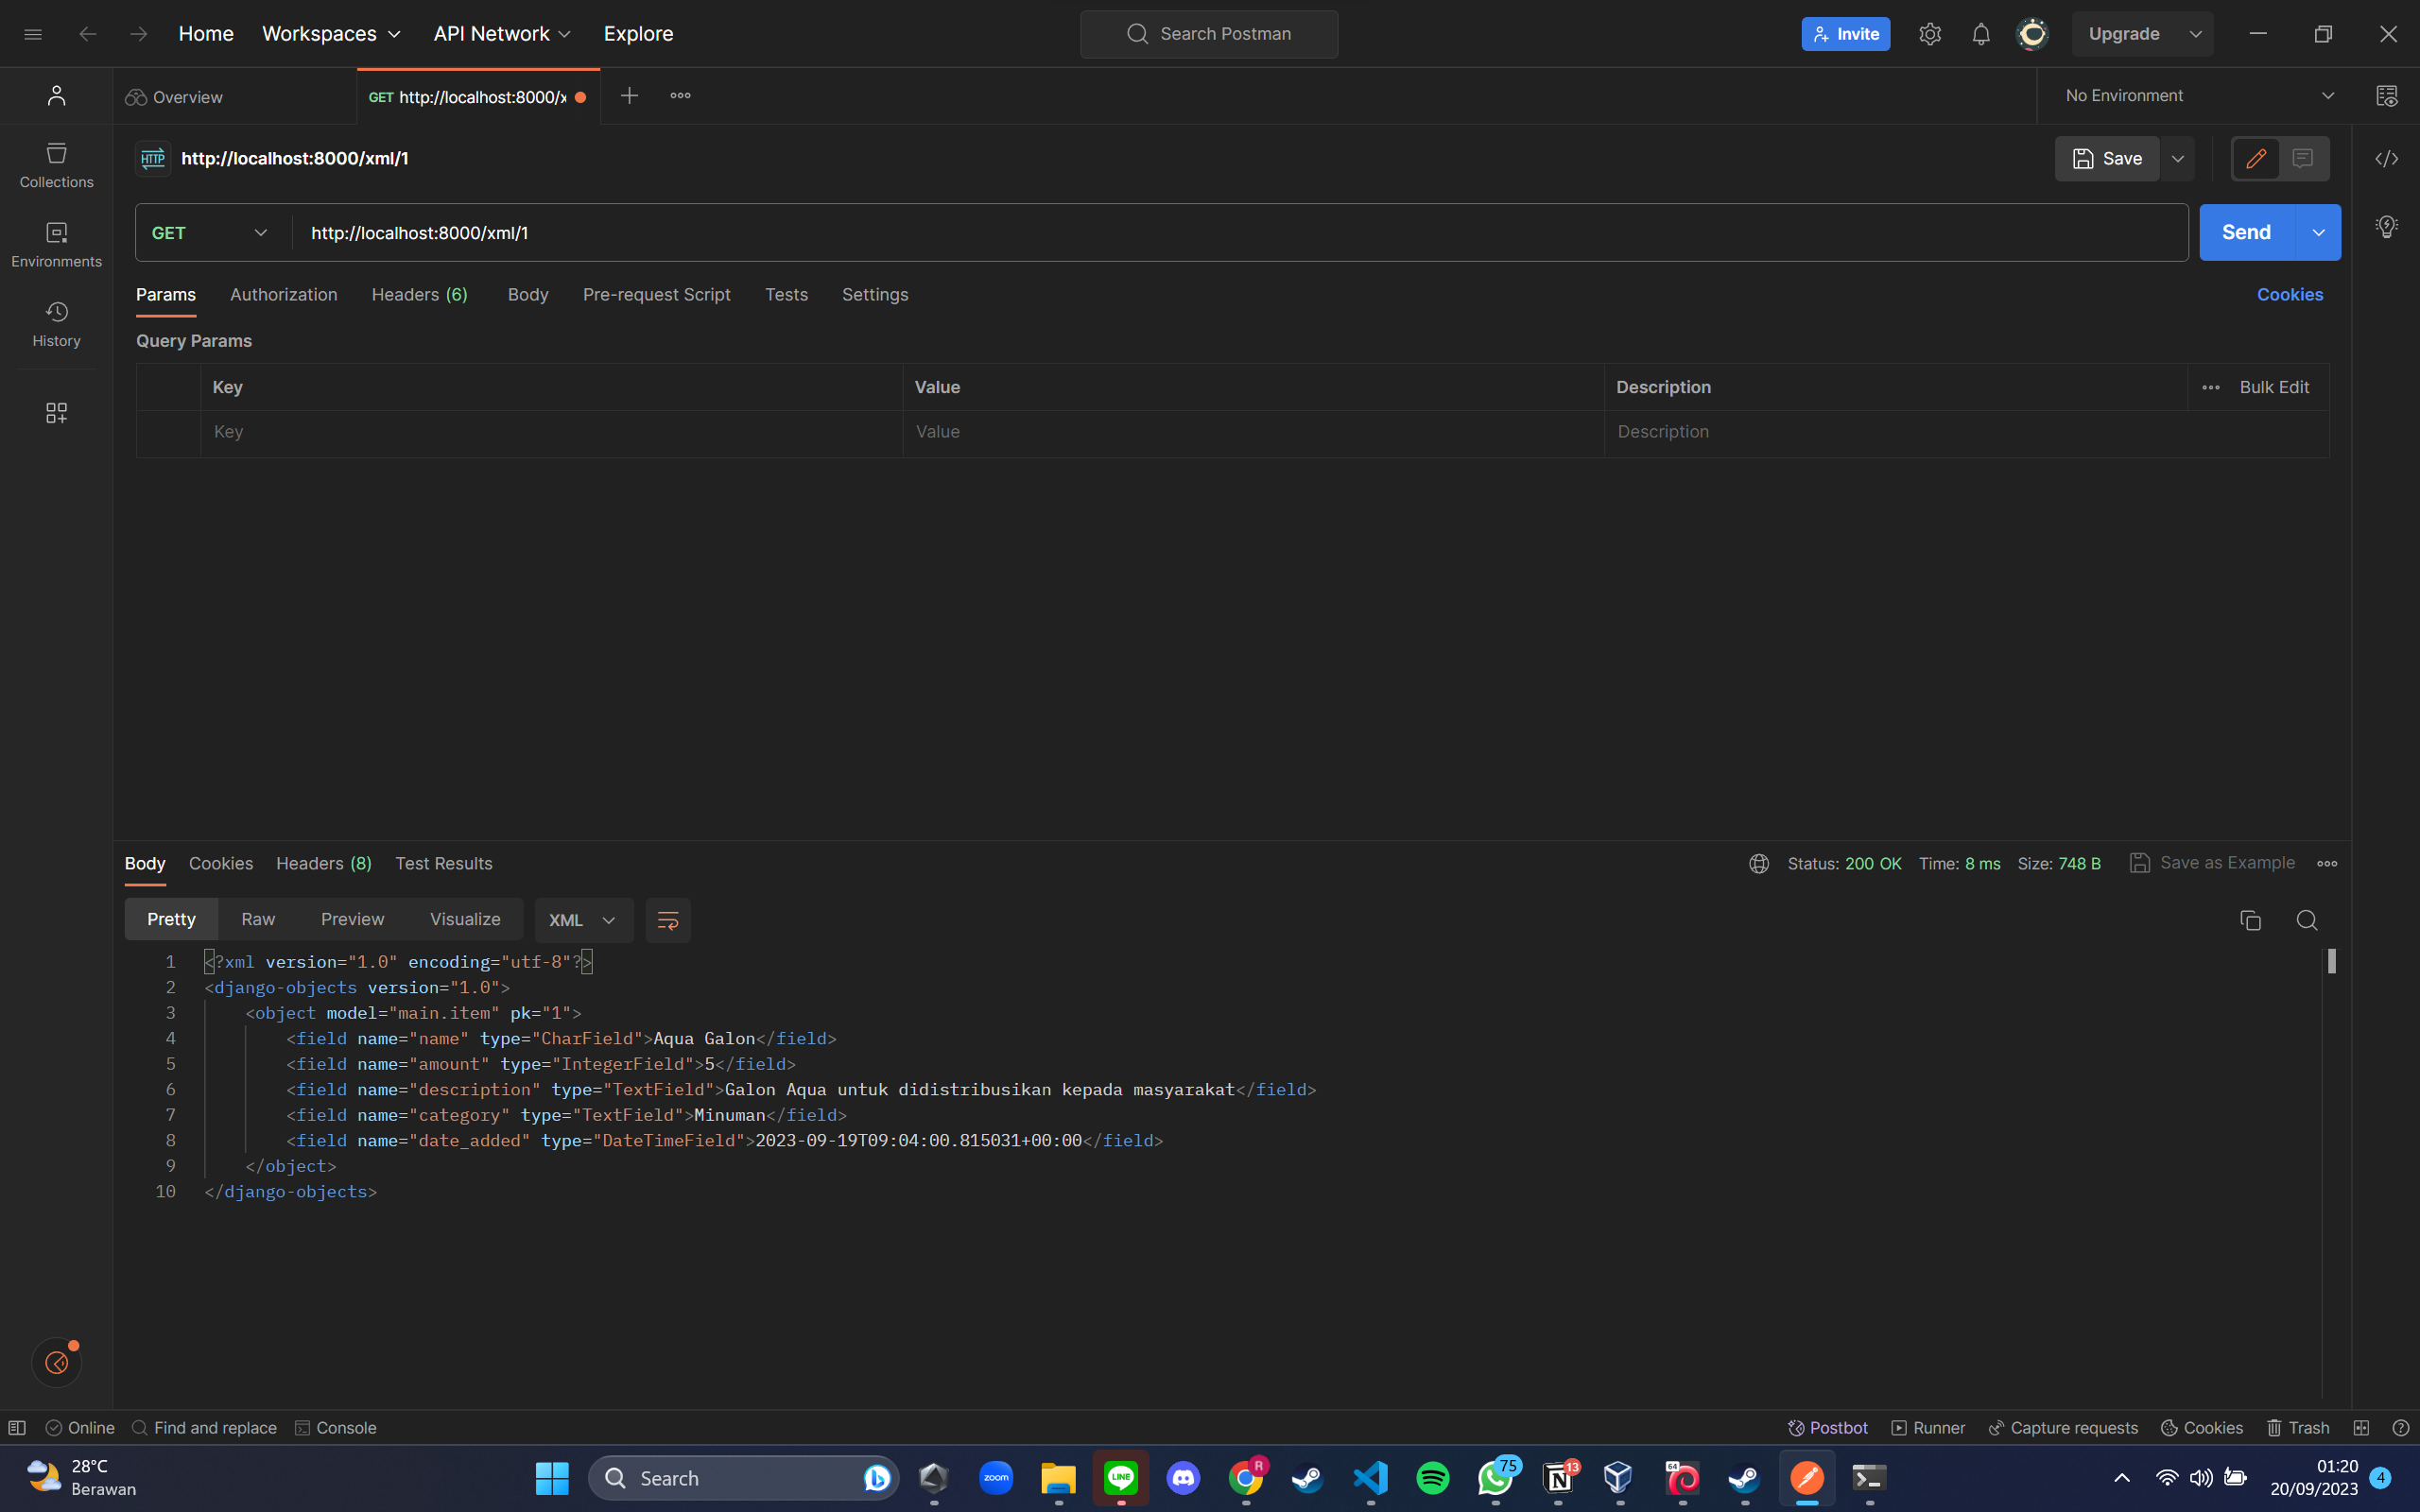 Home Workspaces API Network Explore Search Postman Invite Upgrade
Overview GET http://localhost:8000/x No Environment
HTTP http://localhost:8000/xml/1 Save
Collections
GET http://localhost:8000/xml/1 Send
Environments
Params Authorization Headers (6) Body Pre-request Script Tests Settings Cookies
History
Query Params
Key Value Description Bulk Edit
Key Value Description
Body Cookies Headers (8) Test Results Status: 200 OK Time: 8 ms Size: 748 B Save as Example
Pretty Raw Preview Visualize XML
1 <?xml version="1.0" encoding="utf-8"?>
2 <django-objects version="1.0">
3 <object model="main.item" pk="1">
4 <field name="name" type="CharField">Aqua Galon</field>
5 <field name="amount" type="IntegerField">5</field>
6 <field name="description" type="TextField">Galon Aqua untuk didistribusikan kepada masyarakat</field>
7 <field name="category" type="TextField">Minuman</field>
8 <field name="date_added" type="DateTimeField">2023-09-19T09:04:00.815031+00:00</field>
9 </object>
10 </django-objects>
Online Find and replace Console Postbot Runner Capture requests Cookies Trash
28°C
Berawan
Search zoom LINE R 75 N 13 64
01:20
20/09/2023 4